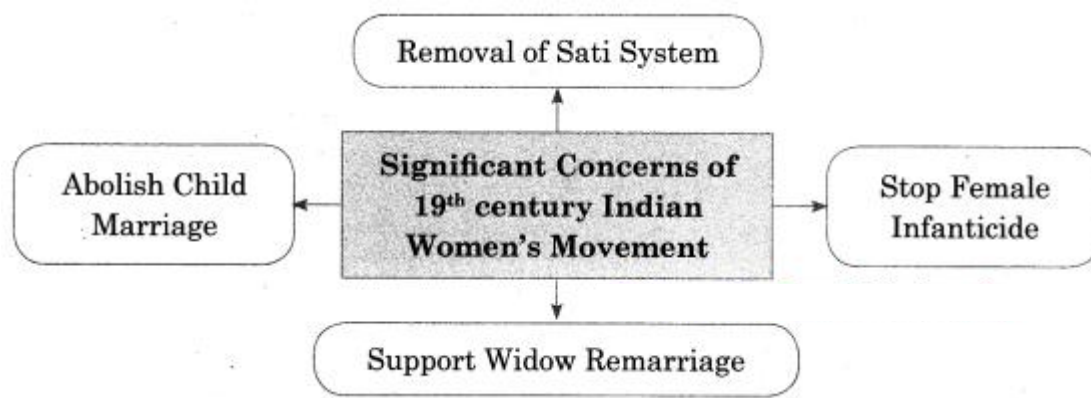 Removal of Sati System
Significant Concerns of
19th century Indian
Women's Movement
Abolish Child
Marriage
Stop Female
Infanticide
Support Widow Remarriage